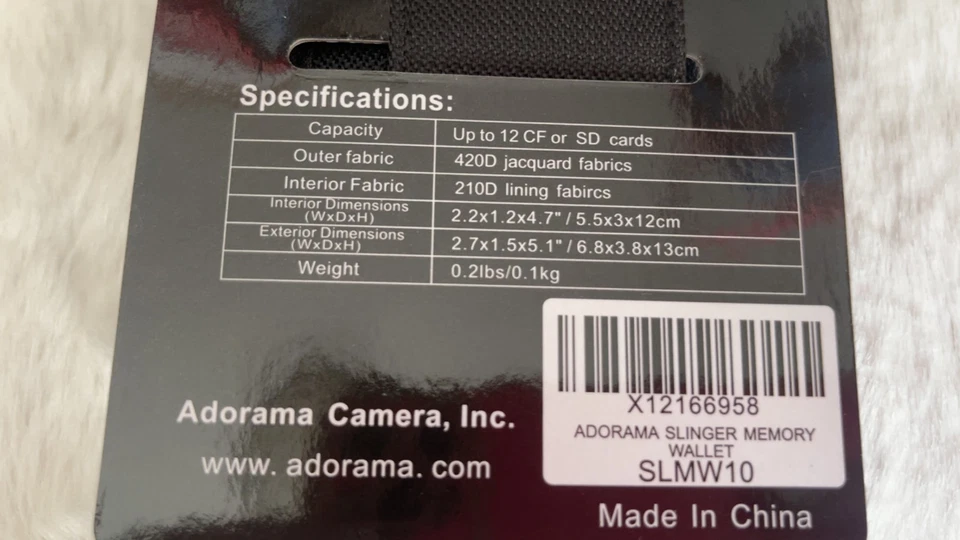 Specifications:
Capacity Up to 12 CF or SD cards
Outer fabric 420D jacquard fabrics
Interior Fabric 210D lining fabircs
Interior Dimensions
(WxDxH) 2.2x1.2x4.7" / 5.5x3x12cm
Exterior Dimensions
(WxDxH) 2.7x1.5x5.1" / 6.8x3.8x13cm
Weight 0.2lbs/0.1kg
Adorama Camera, Inc.
www. adorama. com
X12166958
ADORAMA SLINGER MEMORY
WALLET
SLMW10
Made In China